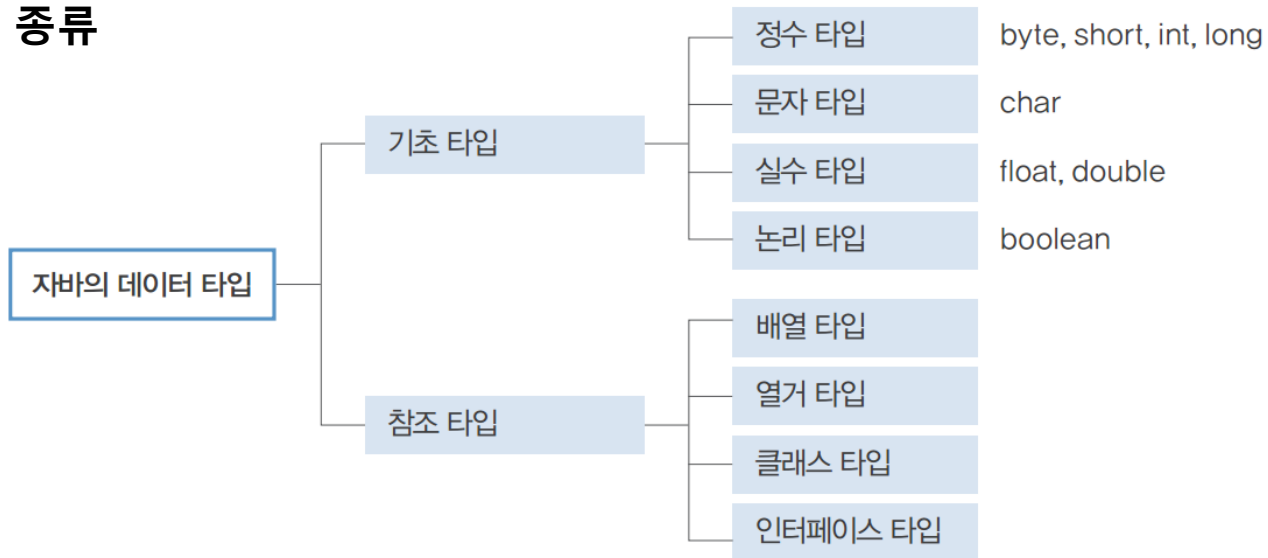 종류
자바의 데이터 타입
기초 타입
정수 타입 byte, short, int, long
문자 타입 char
실수 타입 float, double
논리 타입 boolean
참조 타입
배열 타입
열거 타입
클래스 타입
인터페이스 타입